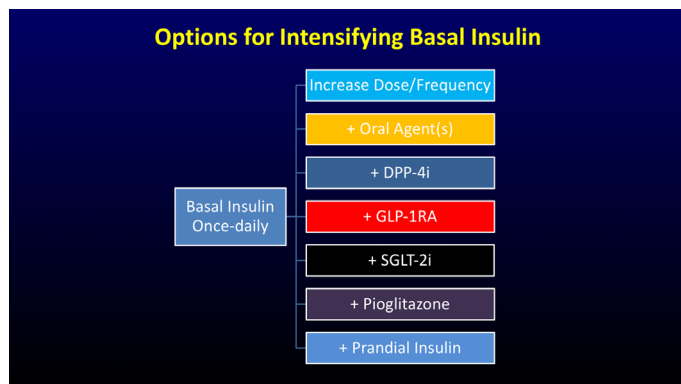 Options for Intensifying Basal Insulin
Increase Dose/Frequency
+ Oral Agent(s)
+ DPP-4i
Basal Insulin
Once-daily
+ GLP-1RA
+ SGLT-2i
+ Pioglitazone
+ Prandial Insulin